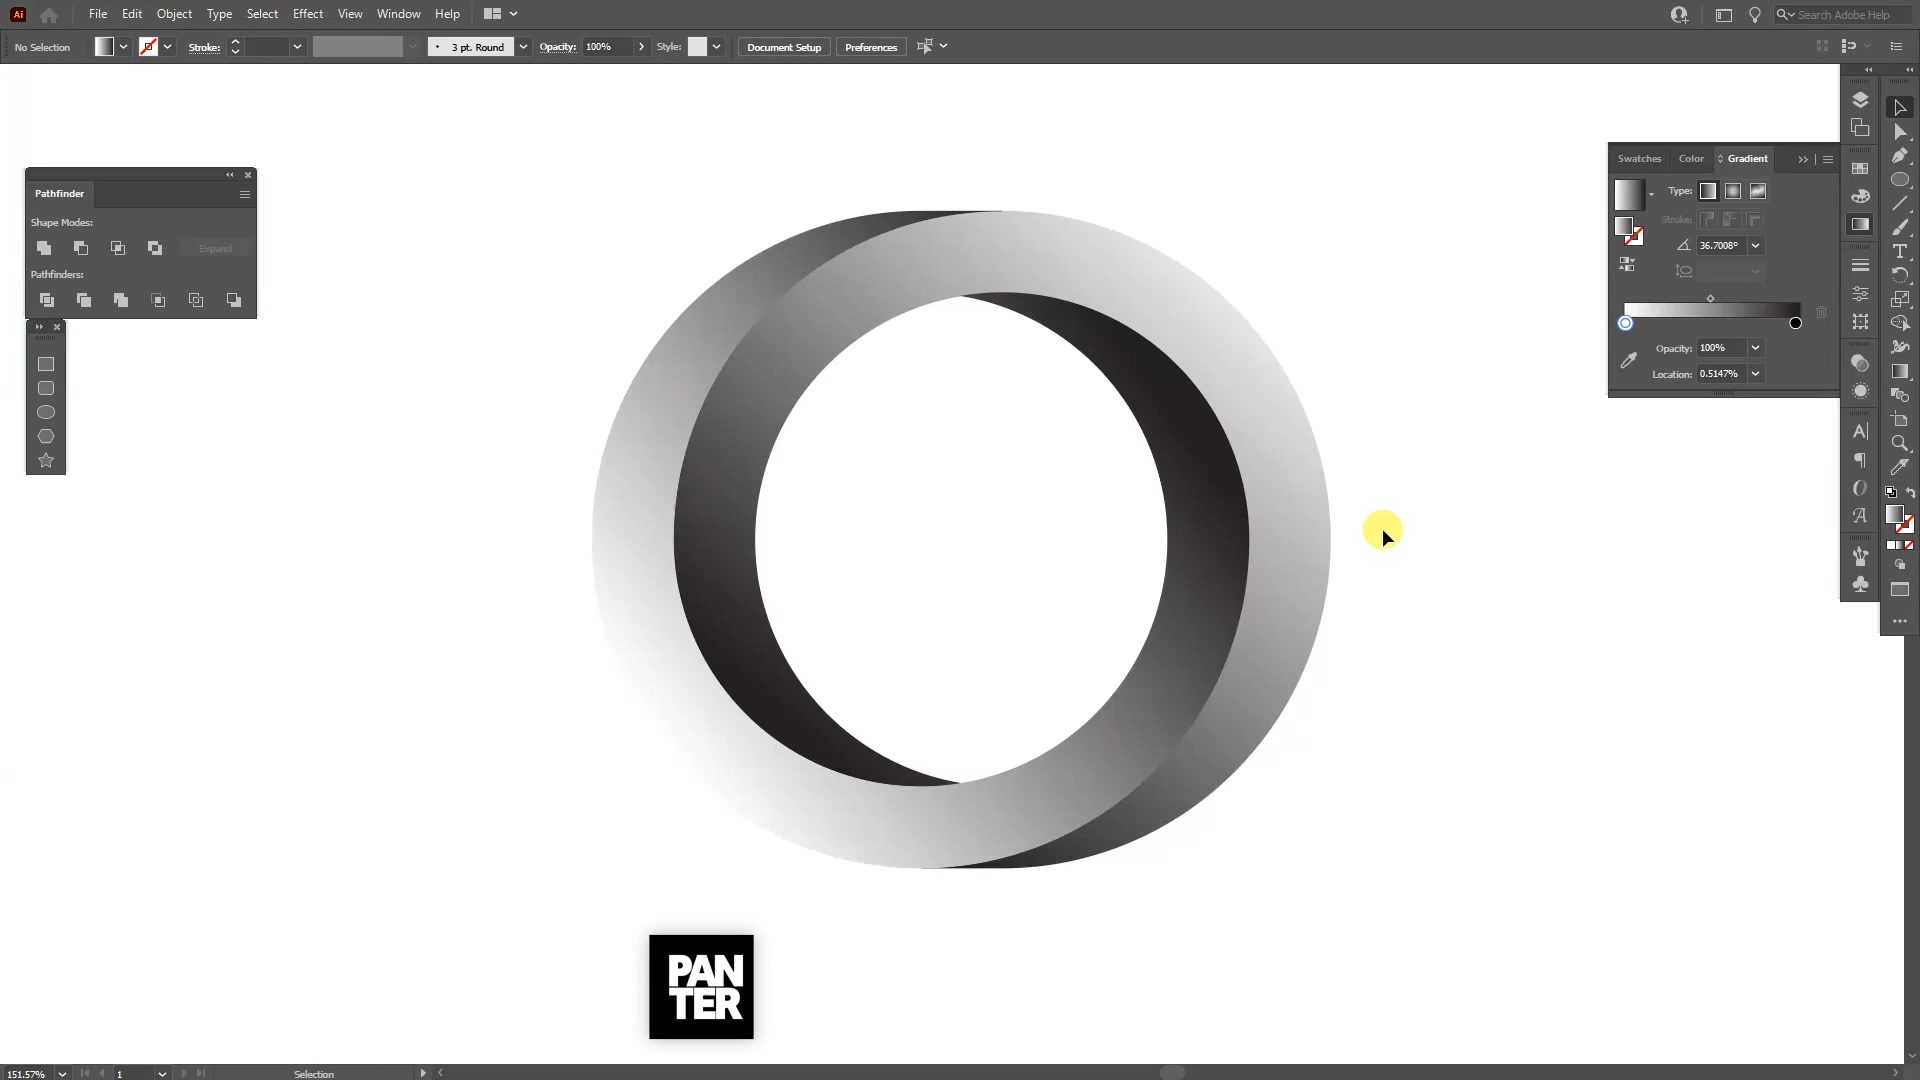 Ai File Edit Object Type Select Effect View Window Help Search Adobe Help
No Selection Stroke: 3 pt. Round Opacity: 100% Style: Document Setup Preferences
Pathfinder
Shape Modes:
Expand
Pathfinders:
Swatches Color Gradient
Type:
Stroke:
36.7008°
Opacity: 100%
Location: 0.5147%
PAN
TER
151.57% 1 Selection